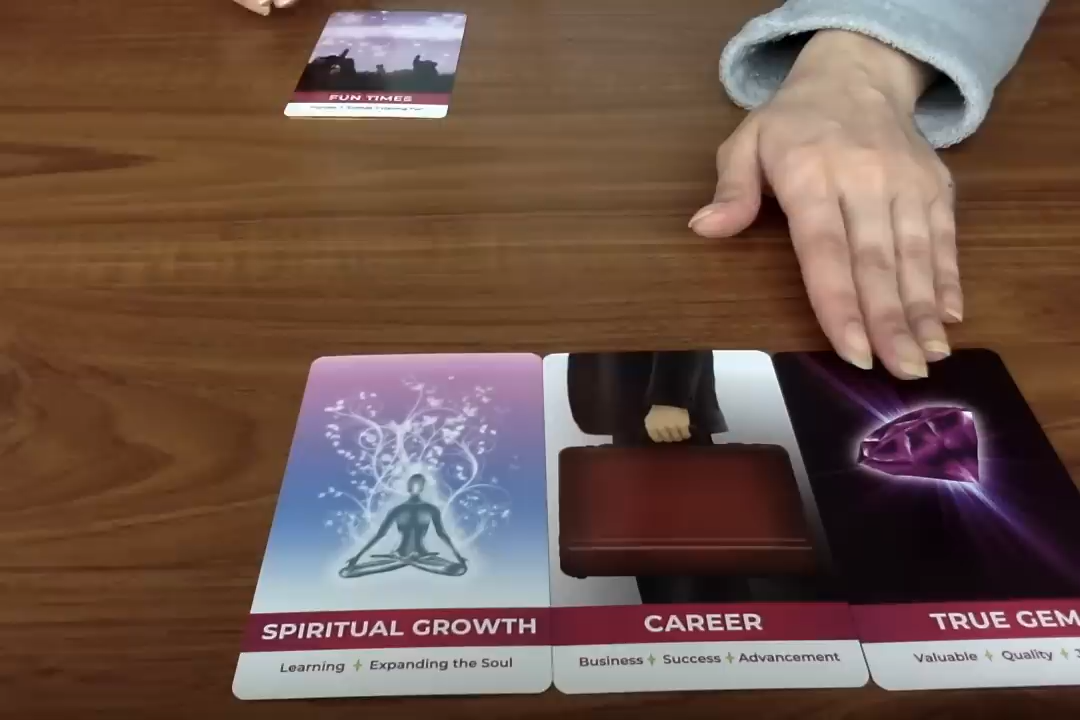 FUN TIMES
SPIRITUAL GROWTH
Learning + Expanding the Soul
CAREER
Business + Success + Advancement
TRUE GEM
Valuable + Quality +